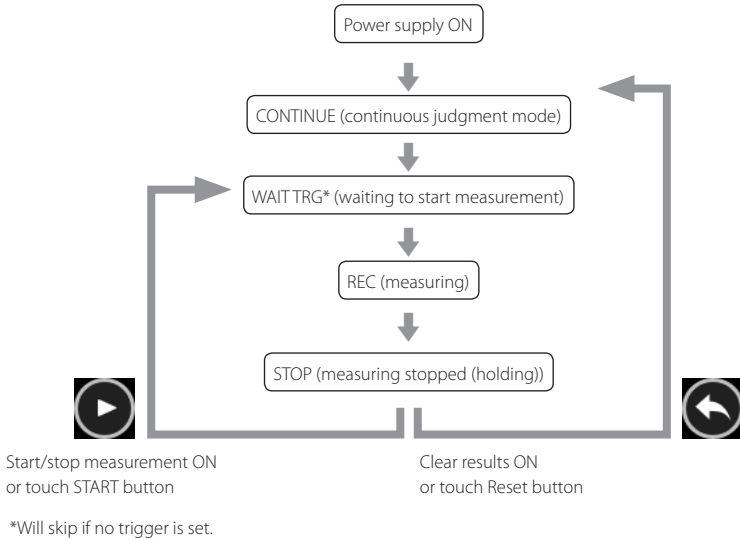 Power supply ON
CONTINUE (continuous judgment mode)
WAIT TRG* (waiting to start measurement)
REC (measuring)
STOP (measuring stopped (holding))
Start/stop measurement ON
or touch START button
Clear results ON
or touch Reset button
*Will skip if no trigger is set.